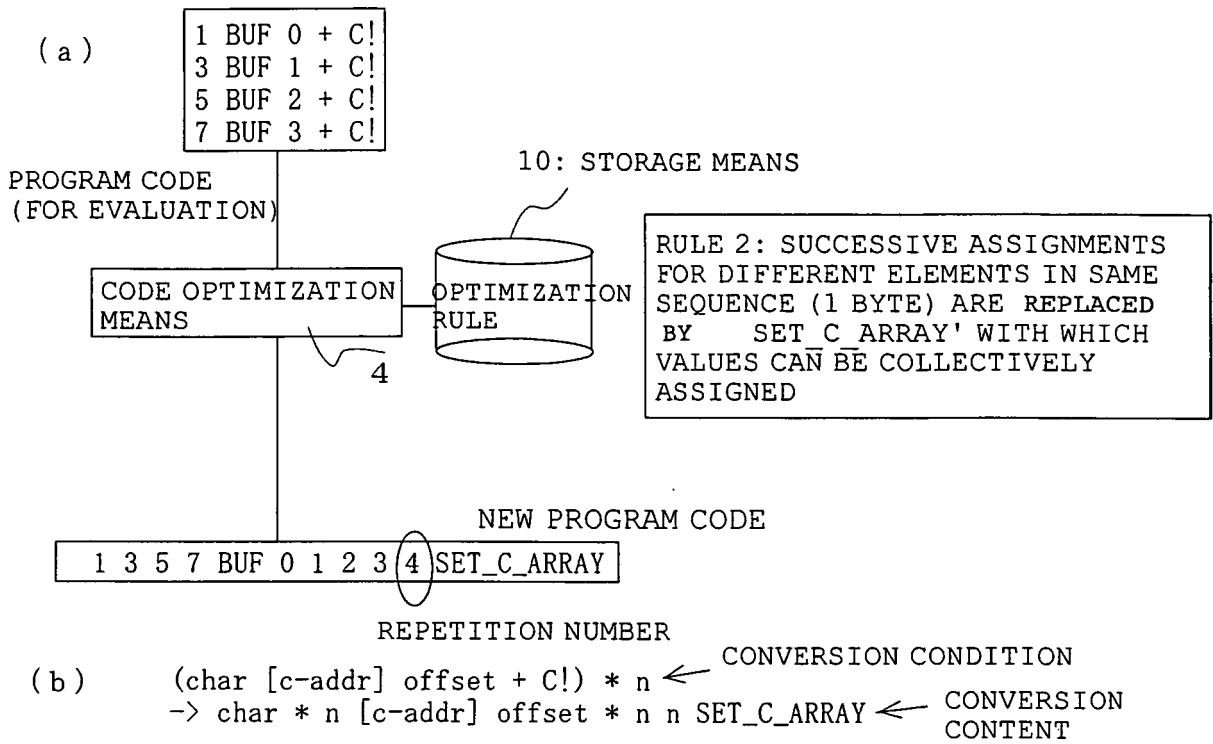 (a)
1 BUF 0 + C!
3 BUF 1 + C!
5 BUF 2 + C!
7 BUF 3 + C!
10: STORAGE MEANS
PROGRAM CODE
(FOR EVALUATION)
CODE OPTIMIZATION
MEANS
4
OPTIMIZATION
RULE
RULE 2: SUCCESSIVE ASSIGNMENTS
FOR DIFFERENT ELEMENTS IN SAME
SEQUENCE (1 BYTE) ARE REPLACED
BY SET_C_ARRAY' WITH WHICH
VALUES CAN BE COLLECTIVELY
ASSIGNED
NEW PROGRAM CODE
1 3 5 7 BUF 0 1 2 3 4 SET_C_ARRAY
REPETITION NUMBER
(b)
(char [c-addr] offset + C!) * n
CONVERSION CONDITION
-> char * n [c-addr] offset * n n SET_C_ARRAY
CONVERSION
CONTENT